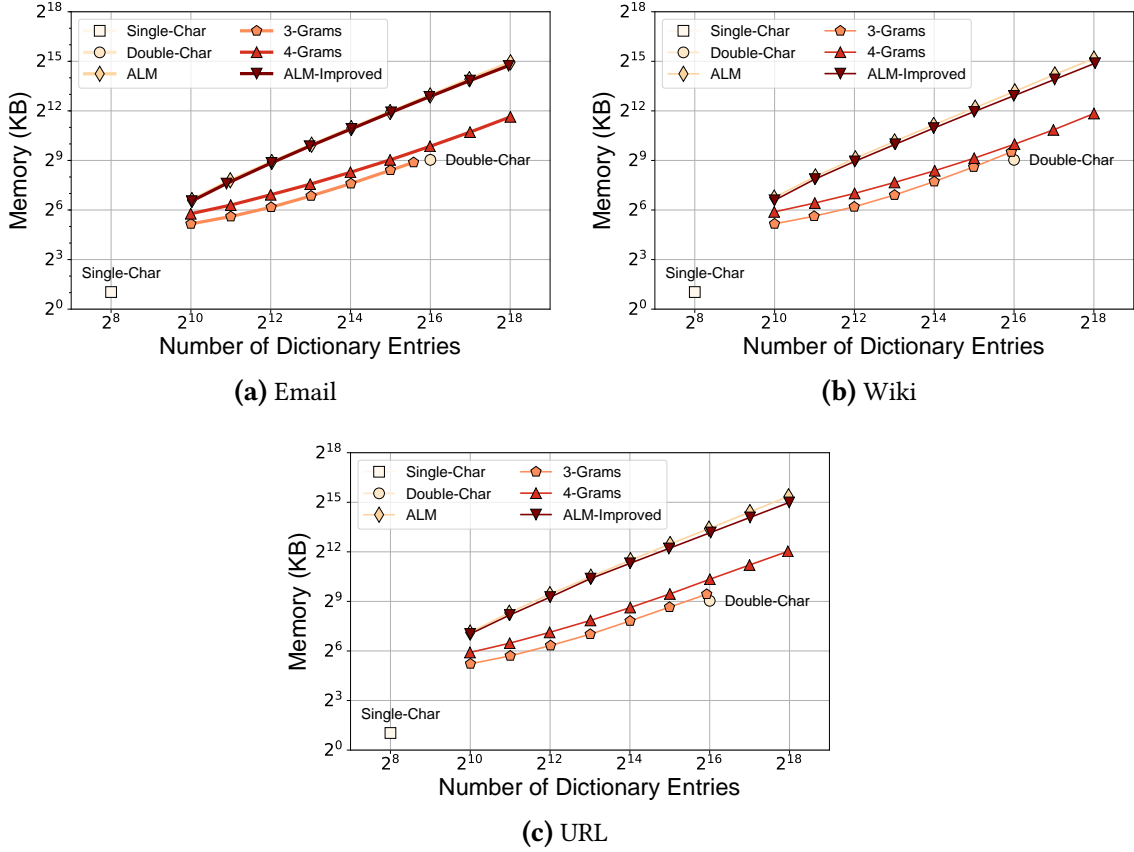 Single-Char
Double-Char
ALM
3-Grams
4-Grams
ALM-Improved
Memory (KB)
2^18
2^15
2^12
2^9
2^6
2^3
2^0
Double-Char
Single-Char
2^8 2^10 2^12 2^14 2^16 2^18
Number of Dictionary Entries
(a) Email
Single-Char
Double-Char
ALM
3-Grams
4-Grams
ALM-Improved
Memory (KB)
2^18
2^15
2^12
2^9
2^6
2^3
2^0
Double-Char
Single-Char
2^8 2^10 2^12 2^14 2^16 2^18
Number of Dictionary Entries
(b) Wiki
Single-Char
Double-Char
ALM
3-Grams
4-Grams
ALM-Improved
Memory (KB)
2^18
2^15
2^12
2^9
2^6
2^3
2^0
Double-Char
Single-Char
2^8 2^10 2^12 2^14 2^16 2^18
Number of Dictionary Entries
(c) URL